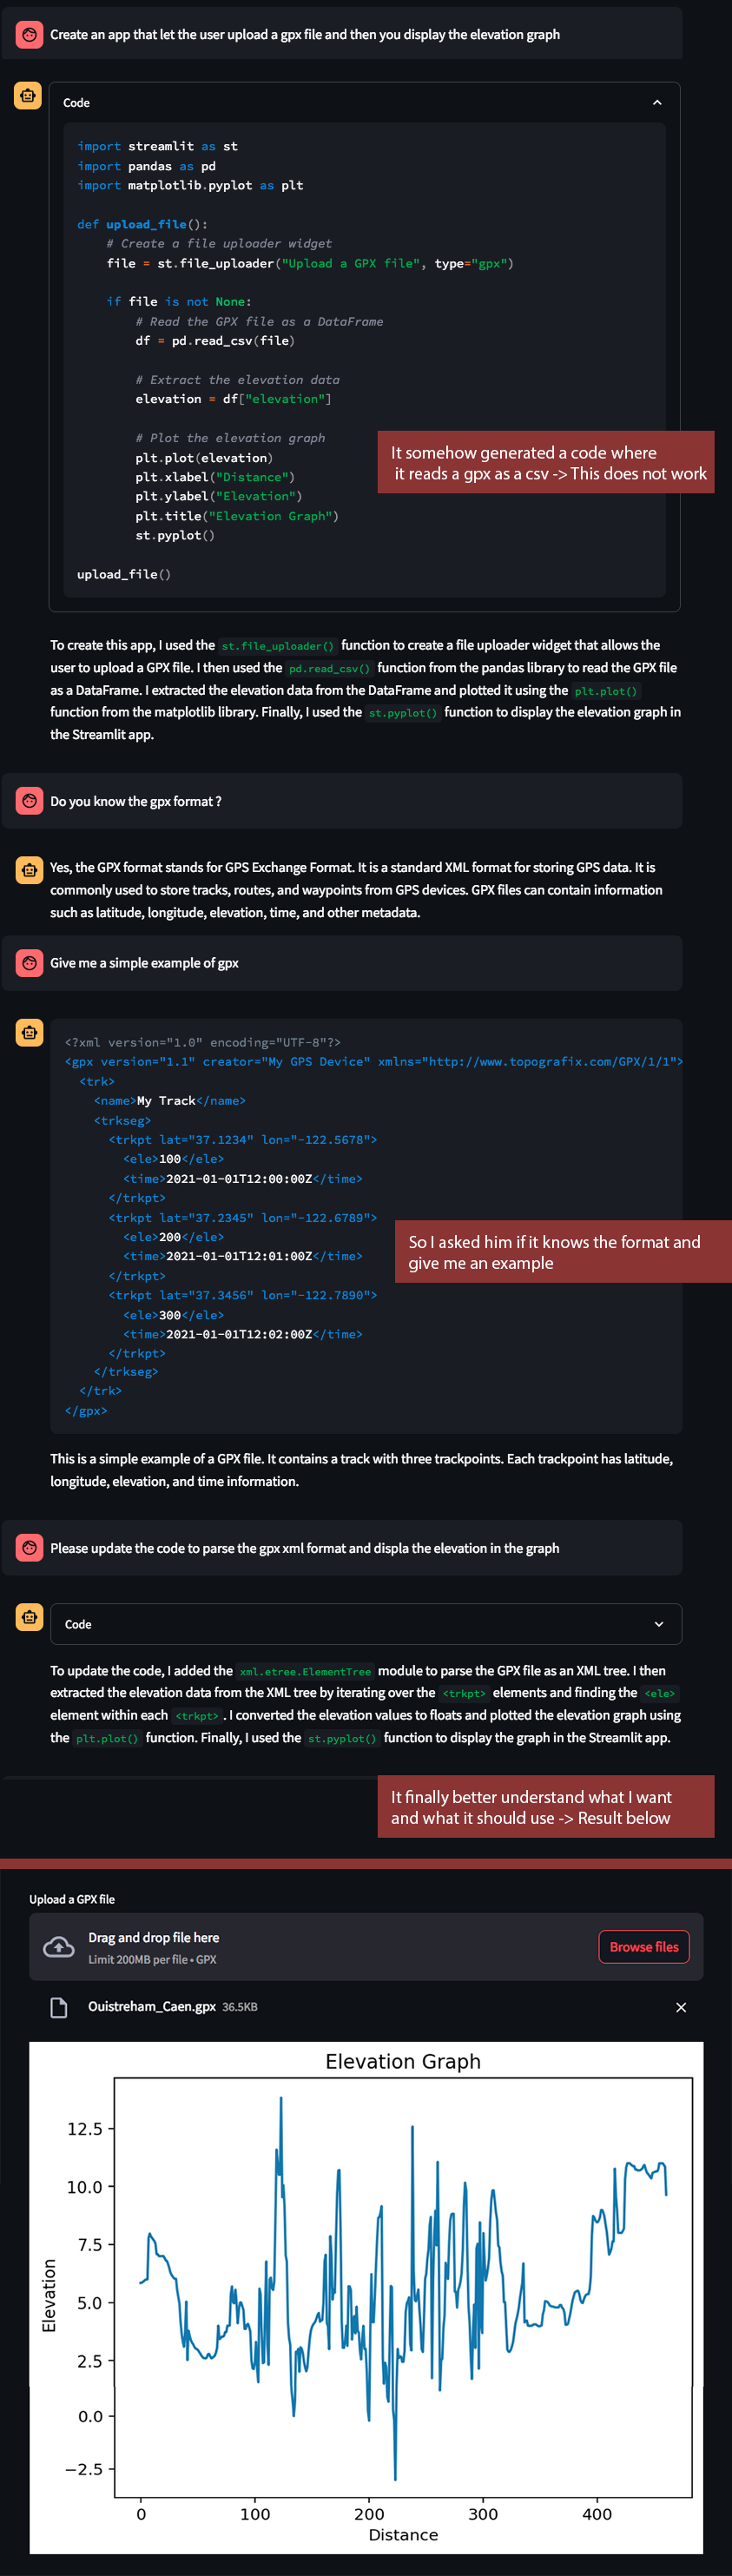 Create an app that let the user upload a gpx file and then you display the elevation graph
Code
import streamlit as st
import pandas as pd
import matplotlib.pyplot as plt
def upload_file():
# Create a file uploader widget
file = st.file_uploader("Upload a GPX file", type="gpx")
if file is not None:
# Read the GPX file as a DataFrame
df = pd.read_csv(file)
# Extract the elevation data
elevation = df["elevation"]
# Plot the elevation graph
plt.plot(elevation)
plt.xlabel("Distance")
plt.ylabel("Elevation")
plt.title("Elevation Graph")
st.pyplot()
upload_file()
It somehow generated a code where
it reads a gpx as a csv -> This does not work
To create this app, I used the st.file_uploader() function to create a file uploader widget that allows the
user to upload a GPX file. I then used the pd.read_csv() function from the pandas library to read the GPX file
as a DataFrame. I extracted the elevation data from the DataFrame and plotted it using the plt.plot()
function from the matplotlib library. Finally, I used the st.pyplot() function to display the elevation graph in
the Streamlit app.
Do you know the gpx format ?
Yes, the GPX format stands for GPS Exchange Format. It is a standard XML format for storing GPS data. It is
commonly used to store tracks, routes, and waypoints from GPS devices. GPX files can contain information
such as latitude, longitude, elevation, time, and other metadata.
Give me a simple example of gpx
<?xml version="1.0" encoding="UTF-8"?>
<gpx version="1.1" creator="My GPS Device" xmlns="http://www.topografix.com/GPX/1/1">
<trk>
<name>My Track</name>
<trkseg>
<trkpt lat="37.1234" lon="-122.5678">
<ele>100</ele>
<time>2021-01-01T12:00:00Z</time>
</trkpt>
<trkpt lat="37.2345" lon="-122.6789">
<ele>200</ele>
<time>2021-01-01T12:01:00Z</time>
</trkpt>
<trkpt lat="37.3456" lon="-122.7890">
<ele>300</ele>
<time>2021-01-01T12:02:00Z</time>
</trkpt>
</trkseg>
</trk>
</gpx>
So I asked him if it knows the format and
give me an example
This is a simple example of a GPX file. It contains a track with three trackpoints. Each trackpoint has latitude,
longitude, elevation, and time information.
Please update the code to parse the gpx xml format and displa the elevation in the graph
Code
To update the code, I added the xml.etree.ElementTree module to parse the GPX file as an XML tree. I then
extracted the elevation data from the XML tree by iterating over the <trkpt> elements and finding the <ele>
element within each <trkpt>. I converted the elevation values to floats and plotted the elevation graph using
the plt.plot() function. Finally, I used the st.pyplot() function to display the graph in the Streamlit app.
It finally better understand what I want
and what it should use -> Result below
Upload a GPX file
Drag and drop file here
Limit 200MB per file • GPX
Browse files
Ouistreham_Caen.gpx 36.5KB
Elevation Graph
12.5
10.0
7.5
5.0
2.5
0.0
−2.5
Elevation
0 100 200 300 400
Distance